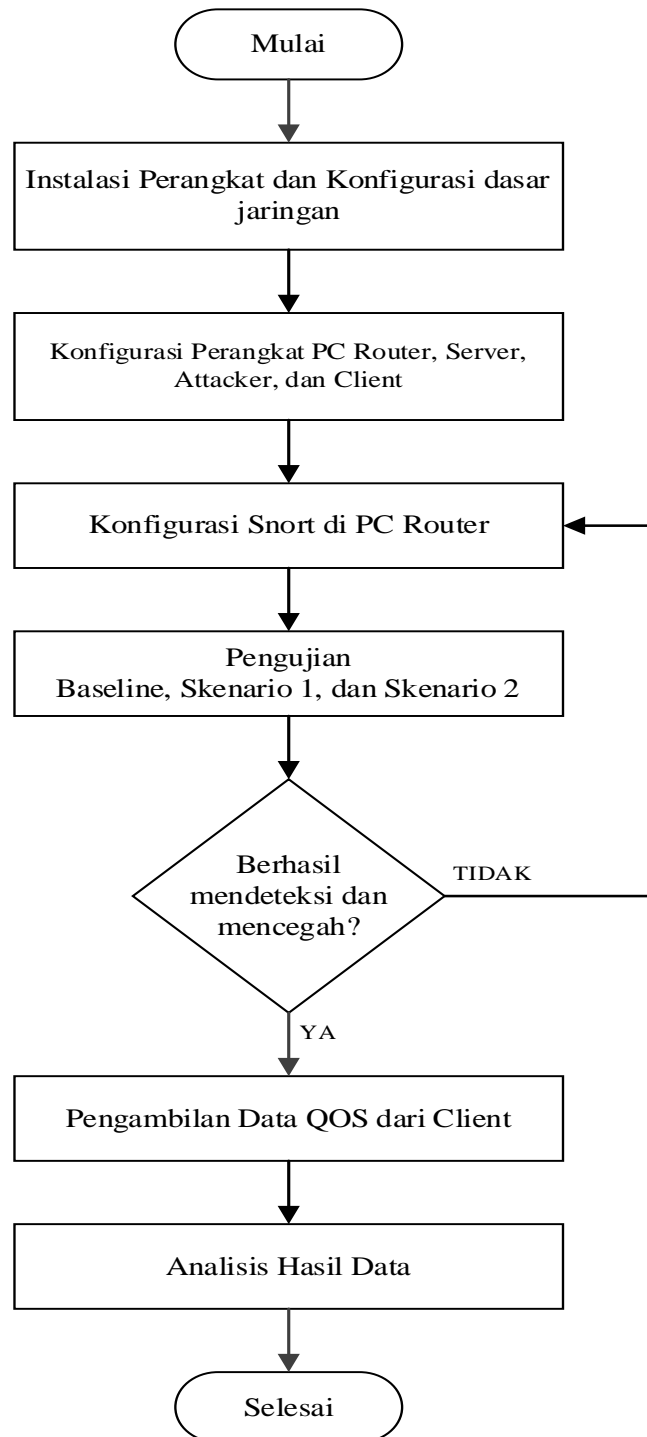 Mulai
Instalasi Perangkat dan Konfigurasi dasar
jaringan
Konfigurasi Perangkat PC Router, Server,
Attacker, dan Client
Konfigurasi Snort di PC Router
Pengujian
Baseline, Skenario 1, dan Skenario 2
Berhasil
mendeteksi dan
mencegah?
TIDAK
YA
Pengambilan Data QOS dari Client
Analisis Hasil Data
Selesai